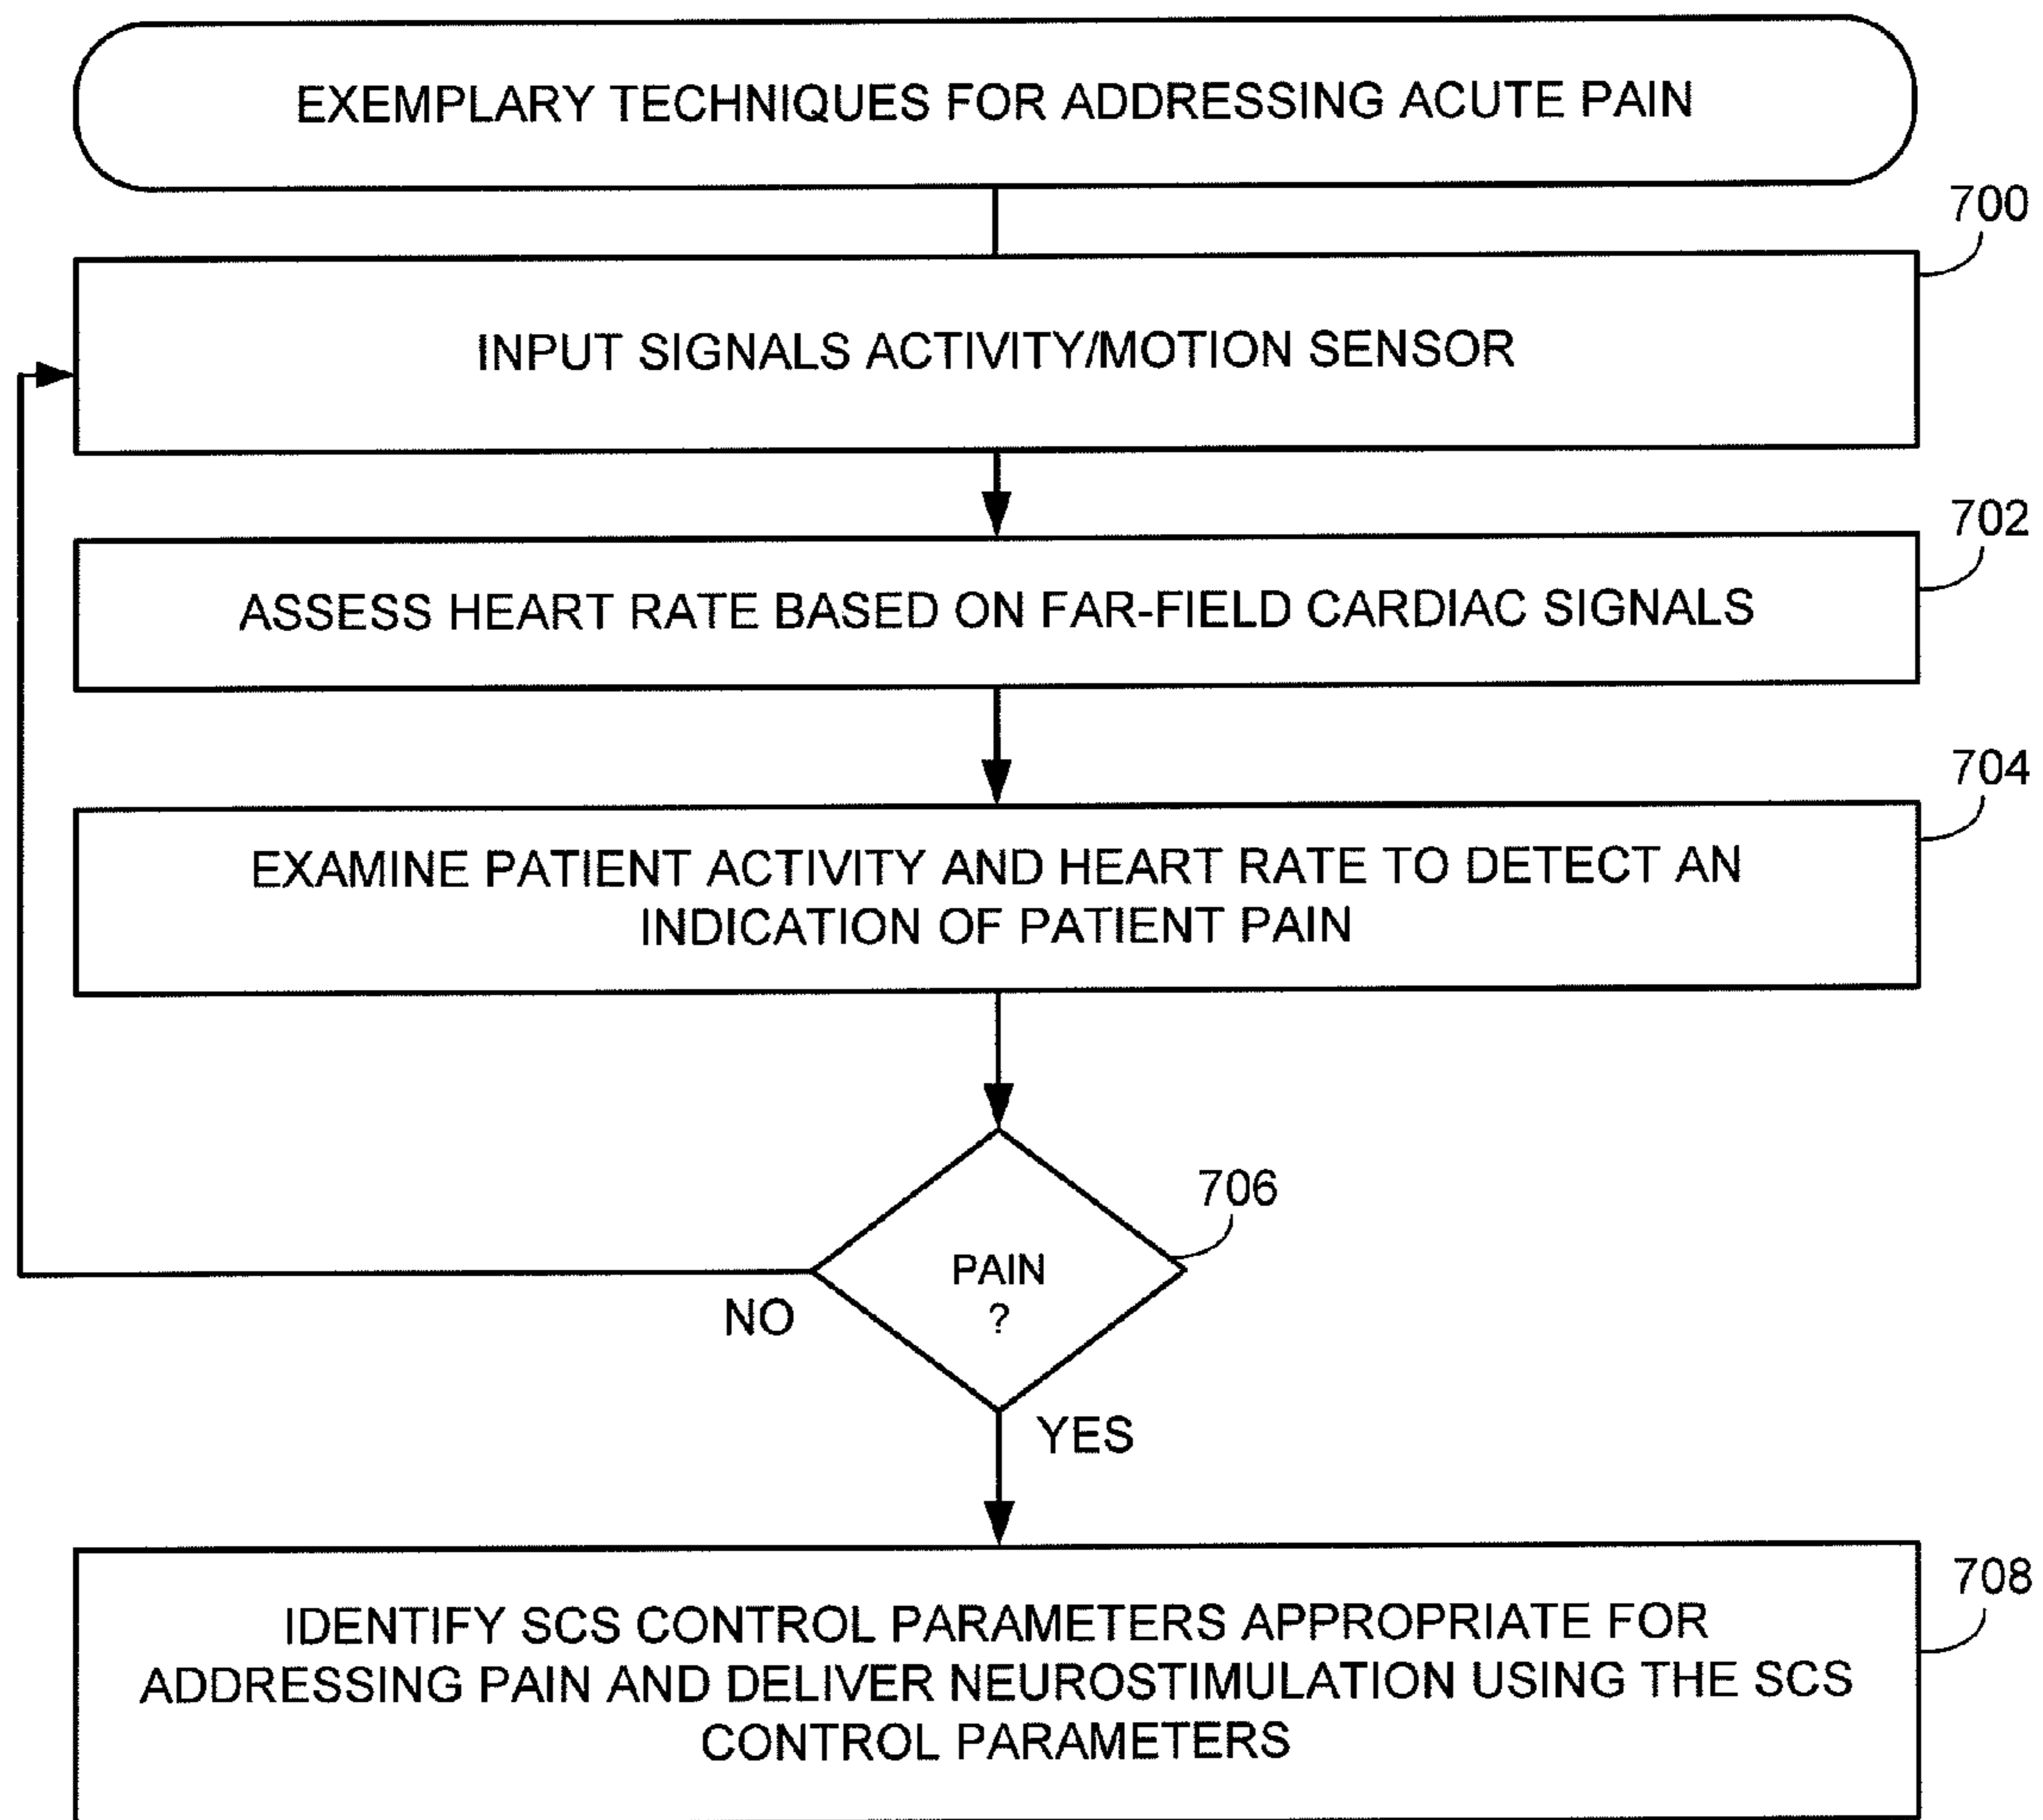 EXEMPLARY TECHNIQUES FOR ADDRESSING ACUTE PAIN
700
INPUT SIGNALS ACTIVITY/MOTION SENSOR
702
ASSESS HEART RATE BASED ON FAR-FIELD CARDIAC SIGNALS
704
EXAMINE PATIENT ACTIVITY AND HEART RATE TO DETECT AN
INDICATION OF PATIENT PAIN
706
PAIN
?
NO
YES
708
IDENTIFY SCS CONTROL PARAMETERS APPROPRIATE FOR
ADDRESSING PAIN AND DELIVER NEUROSTIMULATION USING THE SCS
CONTROL PARAMETERS